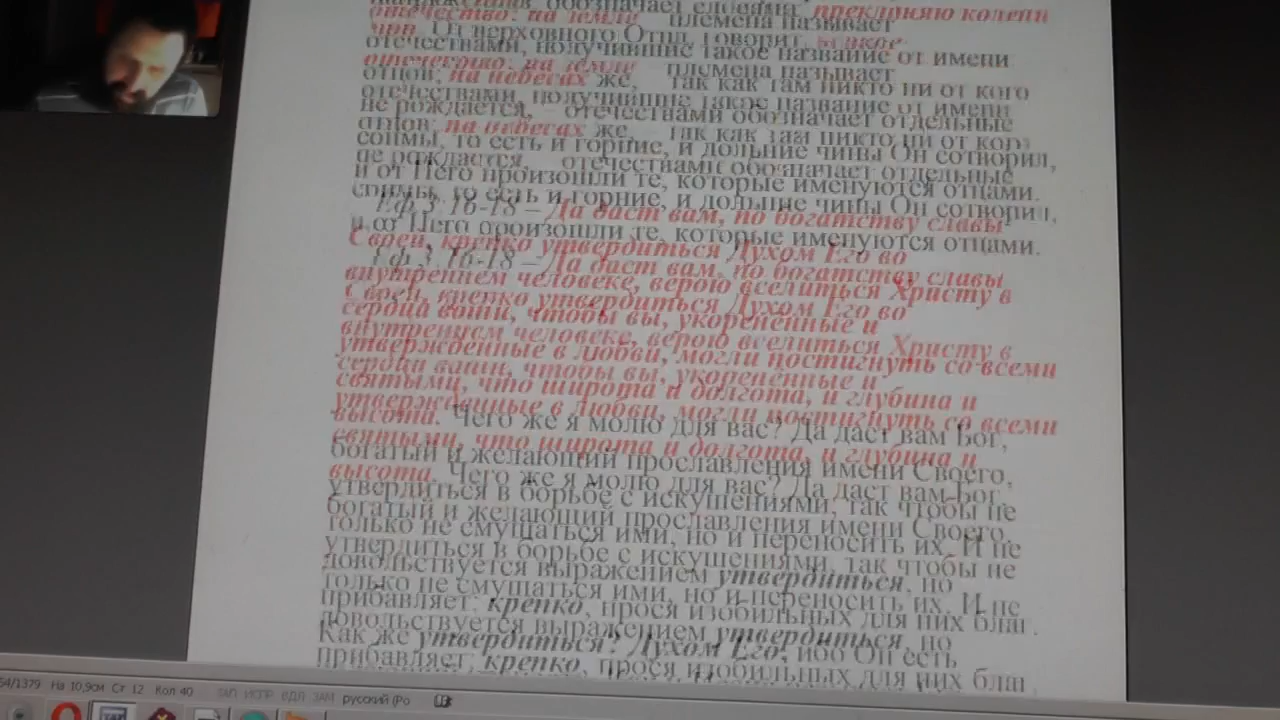 обозначает преклоняю колени
отечество: на земле племена называет
Отца, говорит, всякое
отечествами, получившие такое название от имени
отечество: на земле племена называет
отцов; на небесах же, так как там никто ни от кого
отечествами, получившие такое название от имени
не рождается, отечествами обозначает отдельные
отцов; на небесах же, так как там никто ни от кого
сонмы, то есть и горние, и дольние чины Он сотворил,
не рождается, отечествами обозначает отдельные
и от Него произошли те, которые именуются отцами.
сонмы, то есть и горние, и дольние чины Он сотворил,
Еф.3.16-18 – Да даст вам, по богатству славы
и от Него произошли те, которые именуются отцами.
Своей, крепко утвердиться Духом Его во
Еф.3.16-18 – Да даст вам, по богатству славы
внутреннем человеке, верою вселиться Христу в
Своей, крепко утвердиться Духом Его во
сердца ваши, чтобы вы, укорененные и
внутреннем человеке, верою вселиться Христу в
утвержденные в любви, могли постигнуть со всеми
сердца ваши, чтобы вы, укорененные и
святыми, что широта и долгота, и глубина и
утвержденные в любви, могли постигнуть со всеми
высота. Чего же я молю для вас? Да даст вам Бог,
святыми, что широта и долгота, и глубина и
богатый и желающий прославления имени Своего,
высота. Чего же я молю для вас? Да даст вам Бог,
утвердиться в борьбе с искушениями, так чтобы не
богатый и желающий прославления имени Своего,
только не смущаться ими, но и переносить их. И не
утвердиться в борьбе с искушениями, так чтобы не
довольствуется выражением утвердиться, но
только не смущаться ими, но и переносить их. И не
прибавляет: крепко, прося изобильных для них благ.
довольствуется выражением утвердиться, но
Как же утвердиться? Духом Его, ибо Он есть
прибавляет: крепко, прося изобильных для них благ
54/1379 На 10,9см Ст 12 Кол 40 ЗАП ИСПР ВДЛ ЗАМ русский (Ро